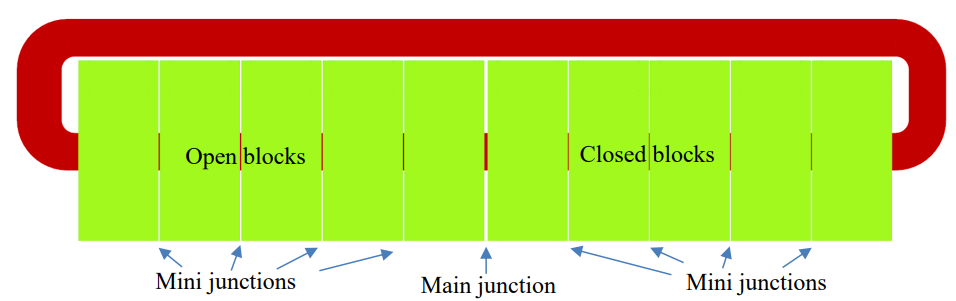 Open blocks
Closed blocks
Mini junctions
Main junction
Mini junctions